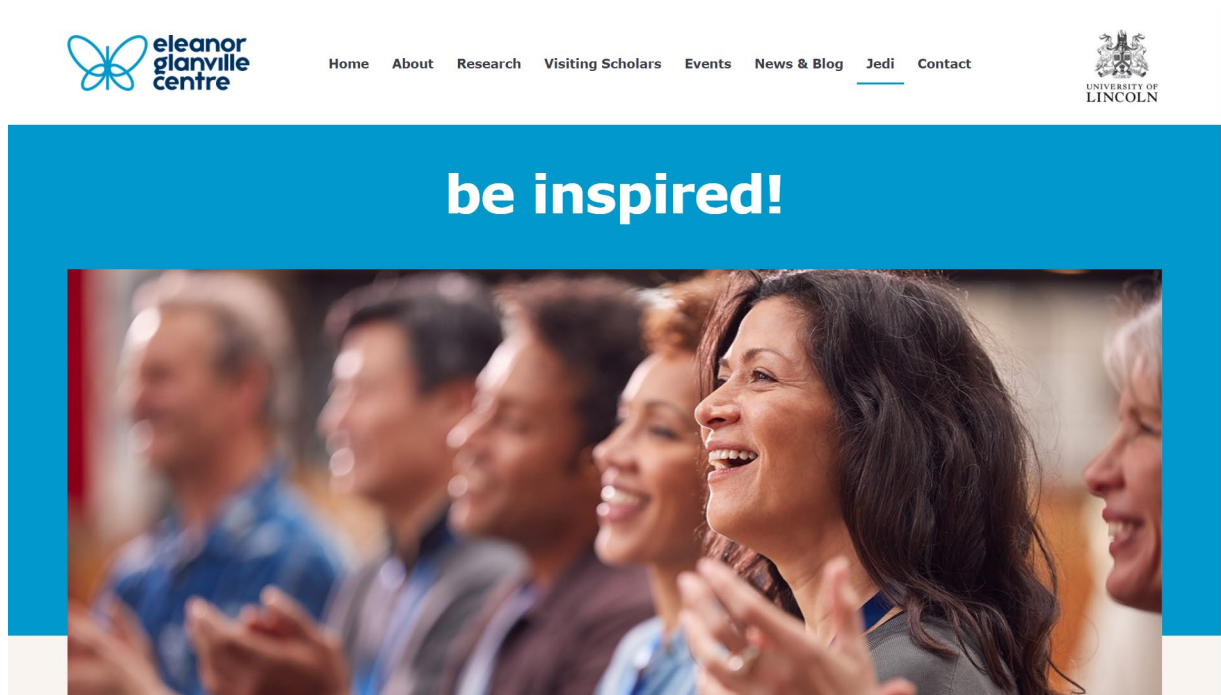 eleanor
glanville
centre
Home About Research Visiting Scholars Events News & Blog Jedi Contact
UNIVERSITY OF
LINCOLN
be inspired!